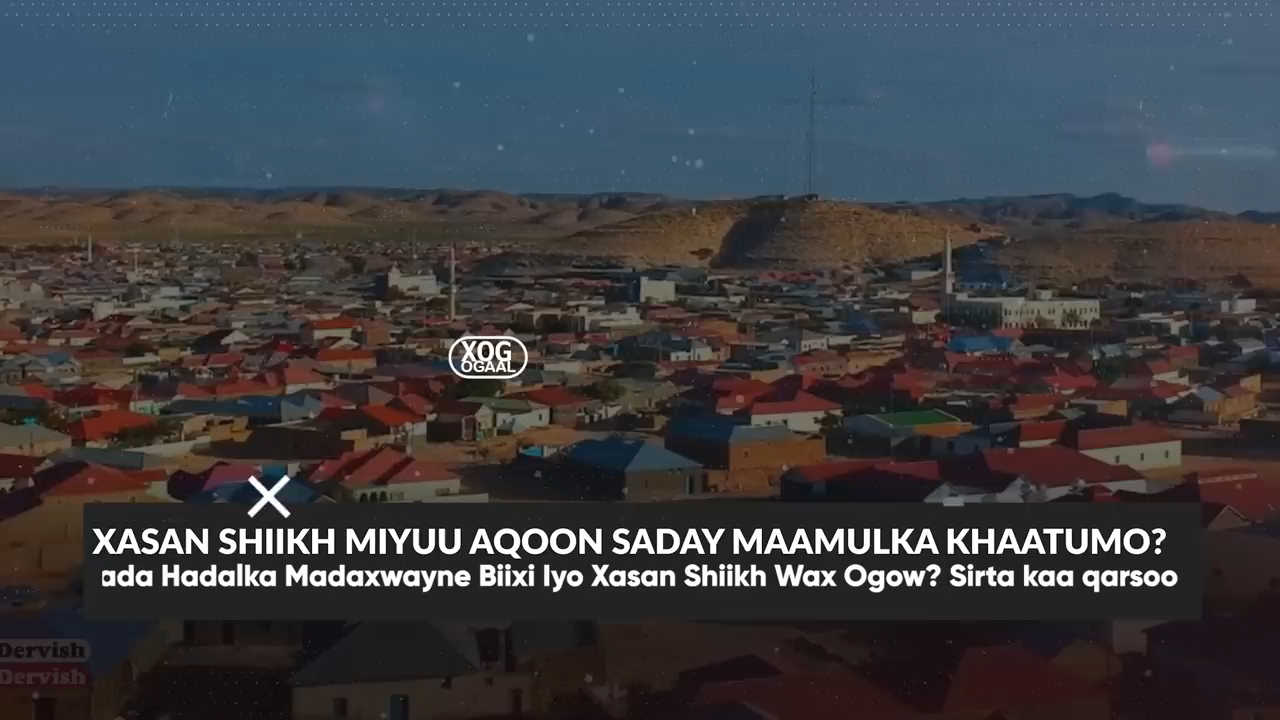 XOG
OGAAL
XASAN SHIIKH MIYUU AQOON SADAY MAAMULKA KHAATUMO?
ada Hadalka Madaxwayne Biixi Iyo Xasan Shiikh Wax Ogow? Sirta kaa qarsoo
Dervish
Dervish